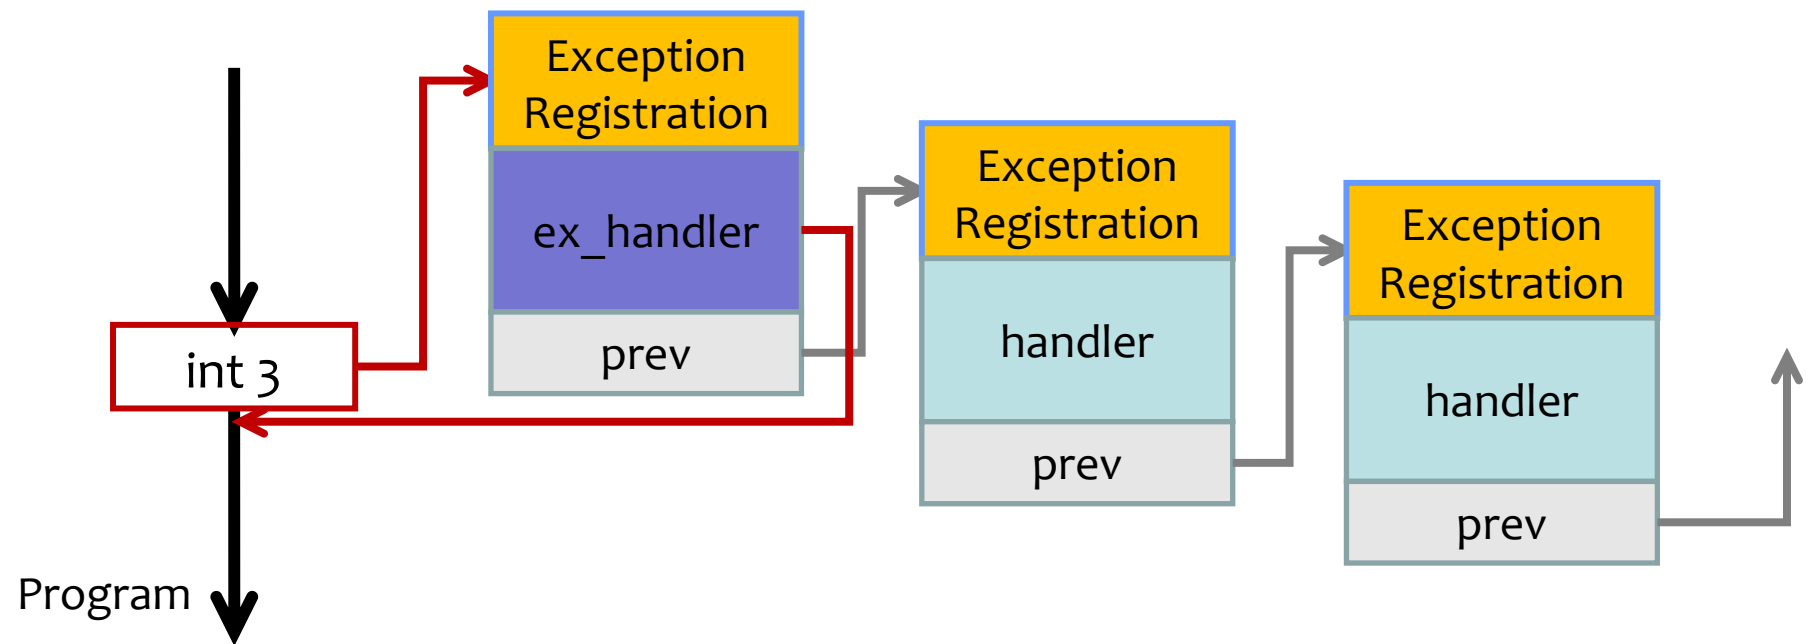 Exception
Registration
ex_handler
prev
Exception
Registration
handler
prev
Exception
Registration
handler
prev
int 3
Program